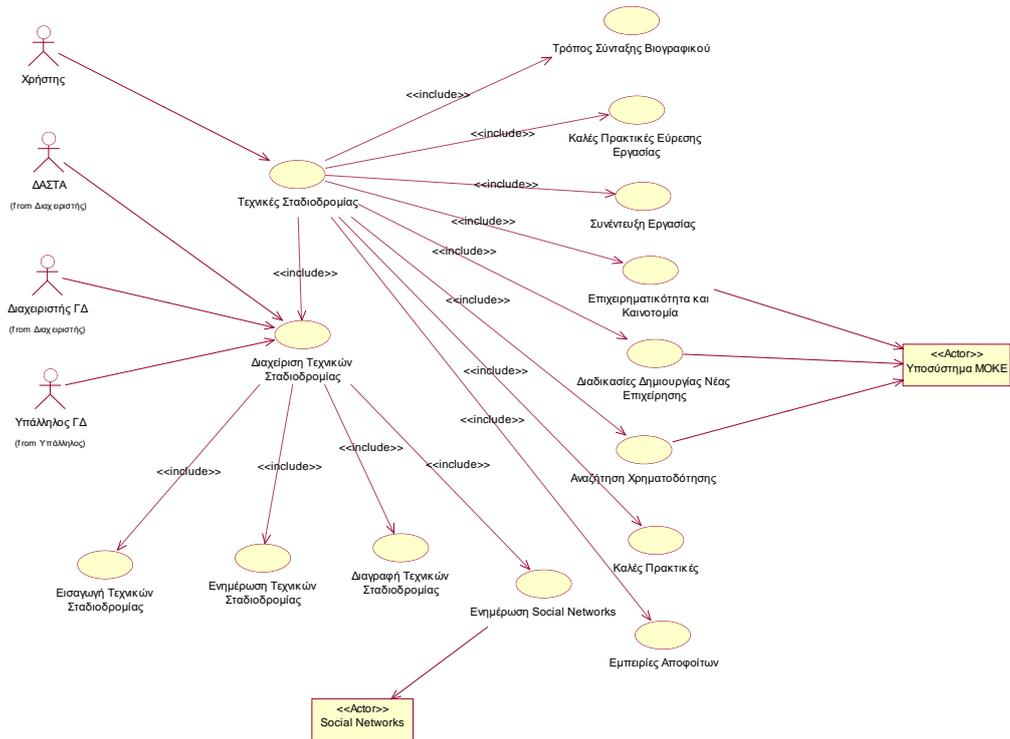 Τρόπος Σύνταξης Βιογραφικού
Χρήστης
<<include>>
<<include>>
Καλές Πρακτικές Εύρεσης
Εργασίας
ΔΑΣΤΑ
(from Διαχειριστής)
Τεχνικές Σταδιοδρομίας
<<include>>
Συνέντευξη Εργασίας
<<include>>
<<include>>
<<include>>
Διαχειριστής ΓΔ
(from Διαχειριστής)
<<include>>
Επιχειρηματικότητα και
Καινοτομία
Διαχείριση Τεχνικών
Σταδιοδρομίας
<<include>>
Διαδικασίες Δημιουργίας Νέας
Επιχείρησης
<<Actor>>
Υποσύστημα ΜΟΚΕ
Υπάλληλος ΓΔ
(from Υπάλληλος)
<<include>>
<<include>>
<<include>>
<<include>>
<<include>>
Αναζήτηση Χρηματοδότησης
Εισαγωγή Τεχνικών
Σταδιοδρομίας
Ενημέρωση Τεχνικών
Σταδιοδρομίας
Διαγραφή Τεχνικών
Σταδιοδρομίας
Ενημέρωση Social Networks
Καλές Πρακτικές
Εμπειρίες Αποφοίτων
<<Actor>>
Social Networks